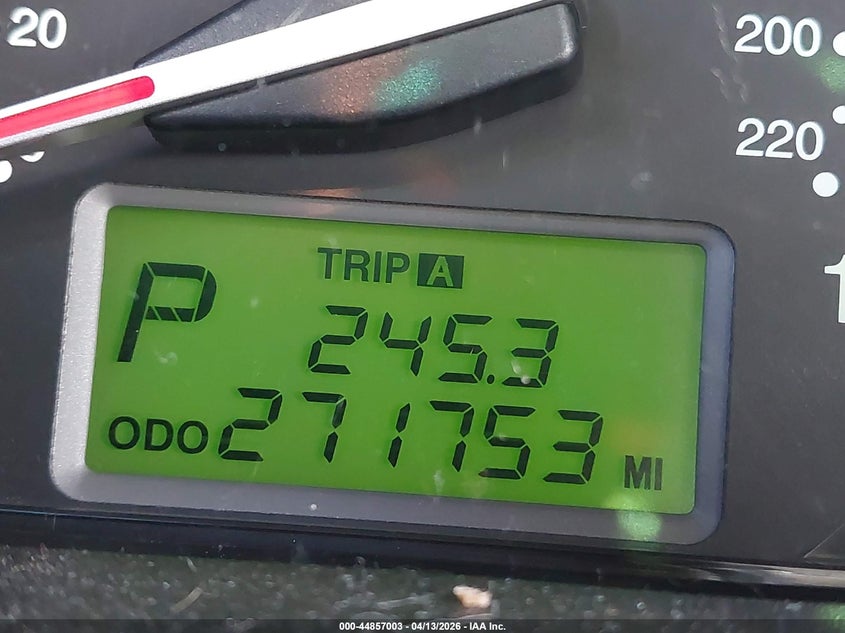 20
200
220
TRIP A
P
245.3
ODO 271753 MI
000-44857003 - 04/13/2026 - IAA Inc.